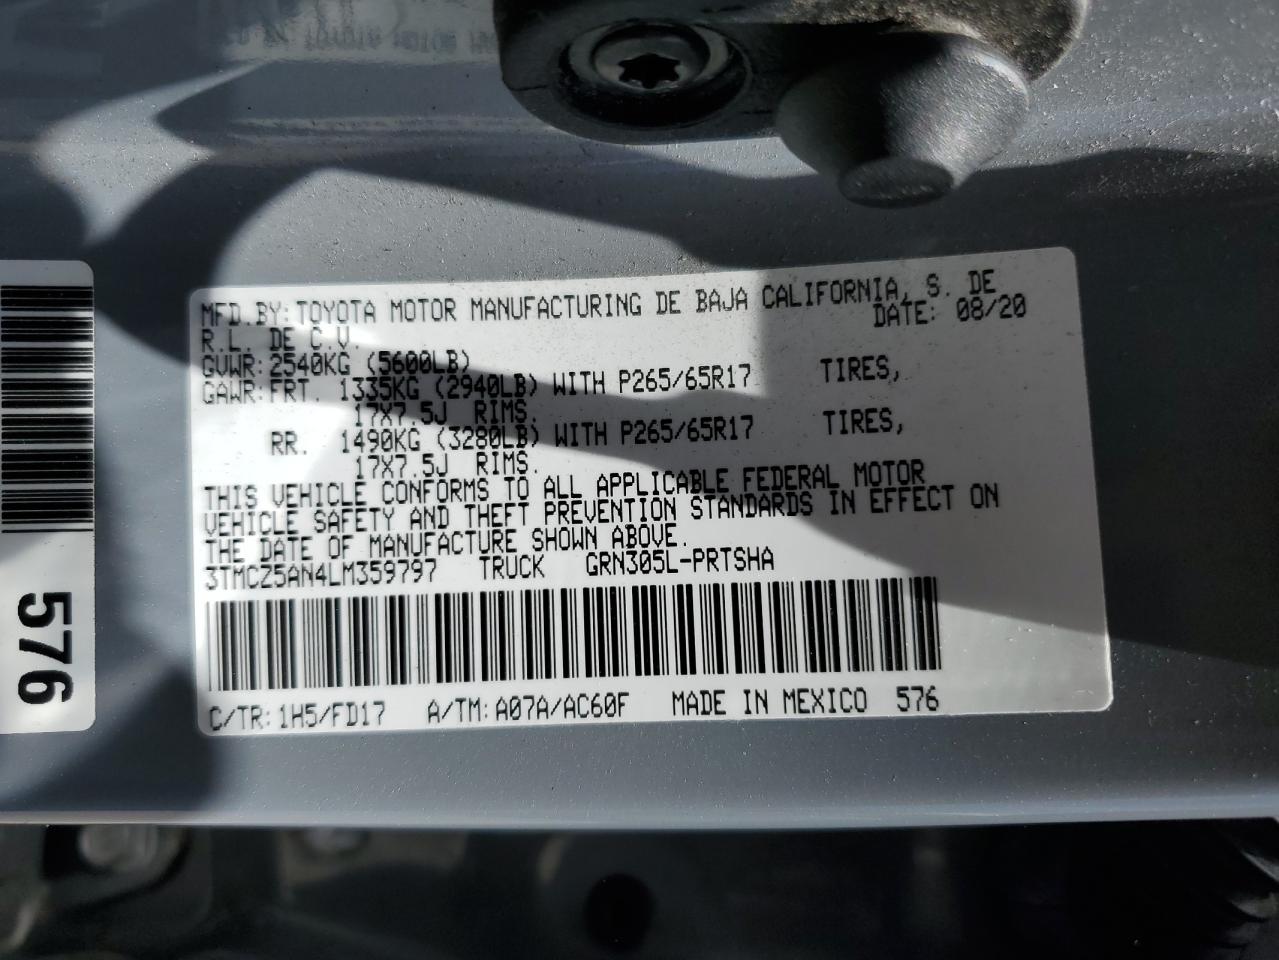 MFD.BY: TOYOTA MOTOR MANUFACTURING DE BAJA CALIFORNIA, S. DE
R.L. DE C.V. DATE: 08/20
GVWR: 2540KG (5600LB)
GAWR: FRT. 1335KG (2940LB) WITH P265/65R17 TIRES,
17X7.5J RIMS.
RR. 1490KG (3280LB) WITH P265/65R17 TIRES,
17X7.5J RIMS.
THIS VEHICLE CONFORMS TO ALL APPLICABLE FEDERAL MOTOR
VEHICLE SAFETY AND THEFT PREVENTION STANDARDS IN EFFECT ON
THE DATE OF MANUFACTURE SHOWN ABOVE.
3TMCZ5AN4LM359797 TRUCK GRN305L-PRTSHA
C/TR: 1H5/FD17 A/TM: A07A/AC60F MADE IN MEXICO 576
576